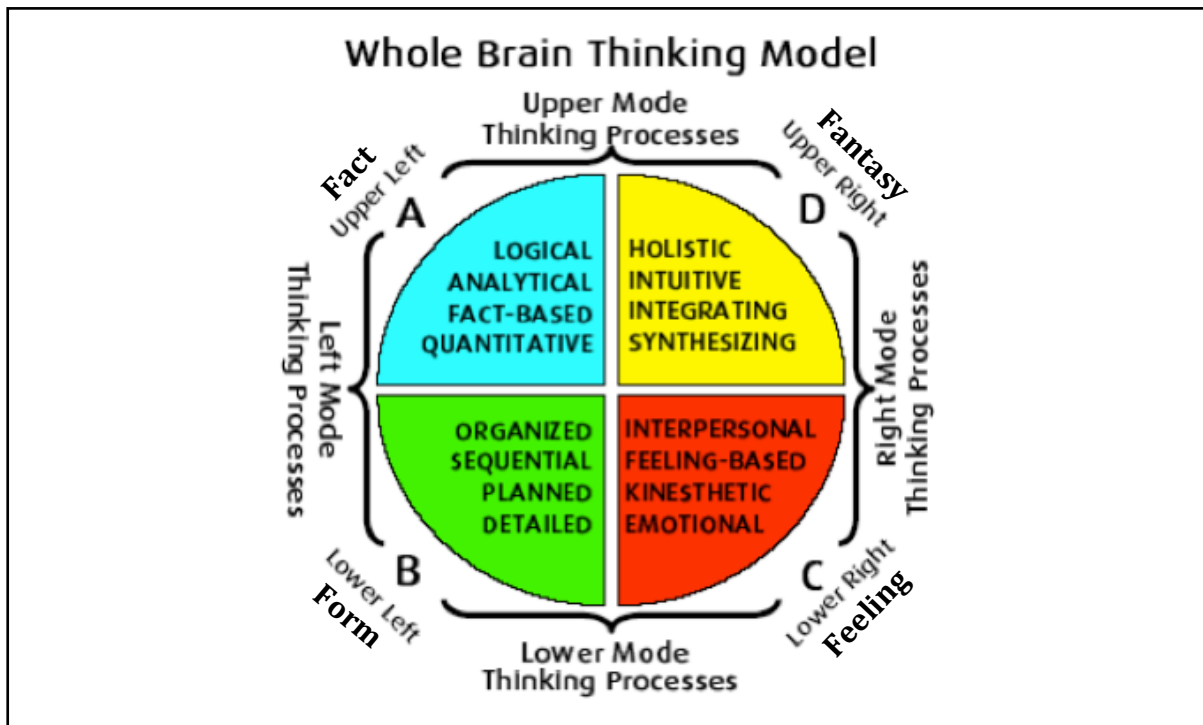 Whole Brain Thinking Model
Upper Mode
Thinking Processes
Fact
Upper Left
A
Fantasy
Upper Right
D
Left Mode
Thinking Processes
LOGICAL
ANALYTICAL
FACT-BASED
QUANTITATIVE
HOLISTIC
INTUITIVE
INTEGRATING
SYNTHESIZING
Right Mode
Thinking Processes
ORGANIZED
SEQUENTIAL
PLANNED
DETAILED
INTERPERSONAL
FEELING-BASED
KINESTHETIC
EMOTIONAL
B
Lower Left
Form
C
Lower Right
Feeling
Lower Mode
Thinking Processes